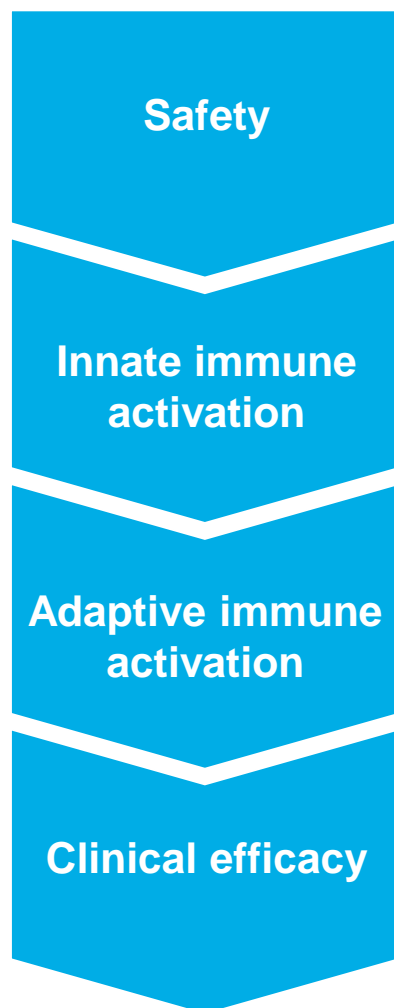 Safety
Innate immune
activation
Adaptive immune
activation
Clinical efficacy